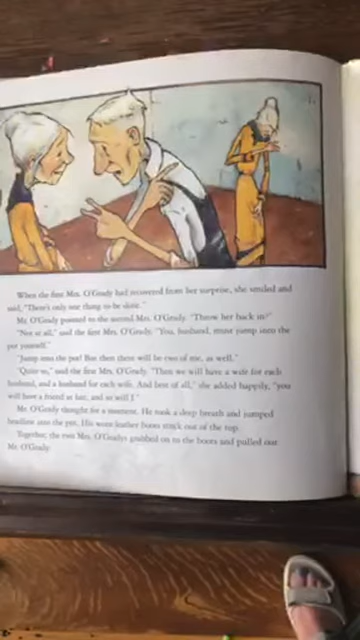 When the first Mrs. O'Grady had recovered from her surprise, she smiled and
said, "There's only one thing to be done."
Mr. O'Grady pointed to the second Mrs. O'Grady. "Throw her back in?"
"Not at all," said the first Mrs. O'Grady. "You, husband, must jump into the
pot yourself."
"Jump into the pot! But then there will be two of me, as well."
"Quite so," said the first Mrs. O'Grady. "Then we will have a wife for each
husband, and a husband for each wife. And best of all," she added happily, "you
will have a friend at last, and so will I."
Mr. O'Grady thought for a moment. He took a deep breath and jumped
headfirst into the pot. His worn leather boots stuck out of the top.
Together, the two Mrs. O'Gradys grabbed on to the boots and pulled out
Mr. O'Grady.